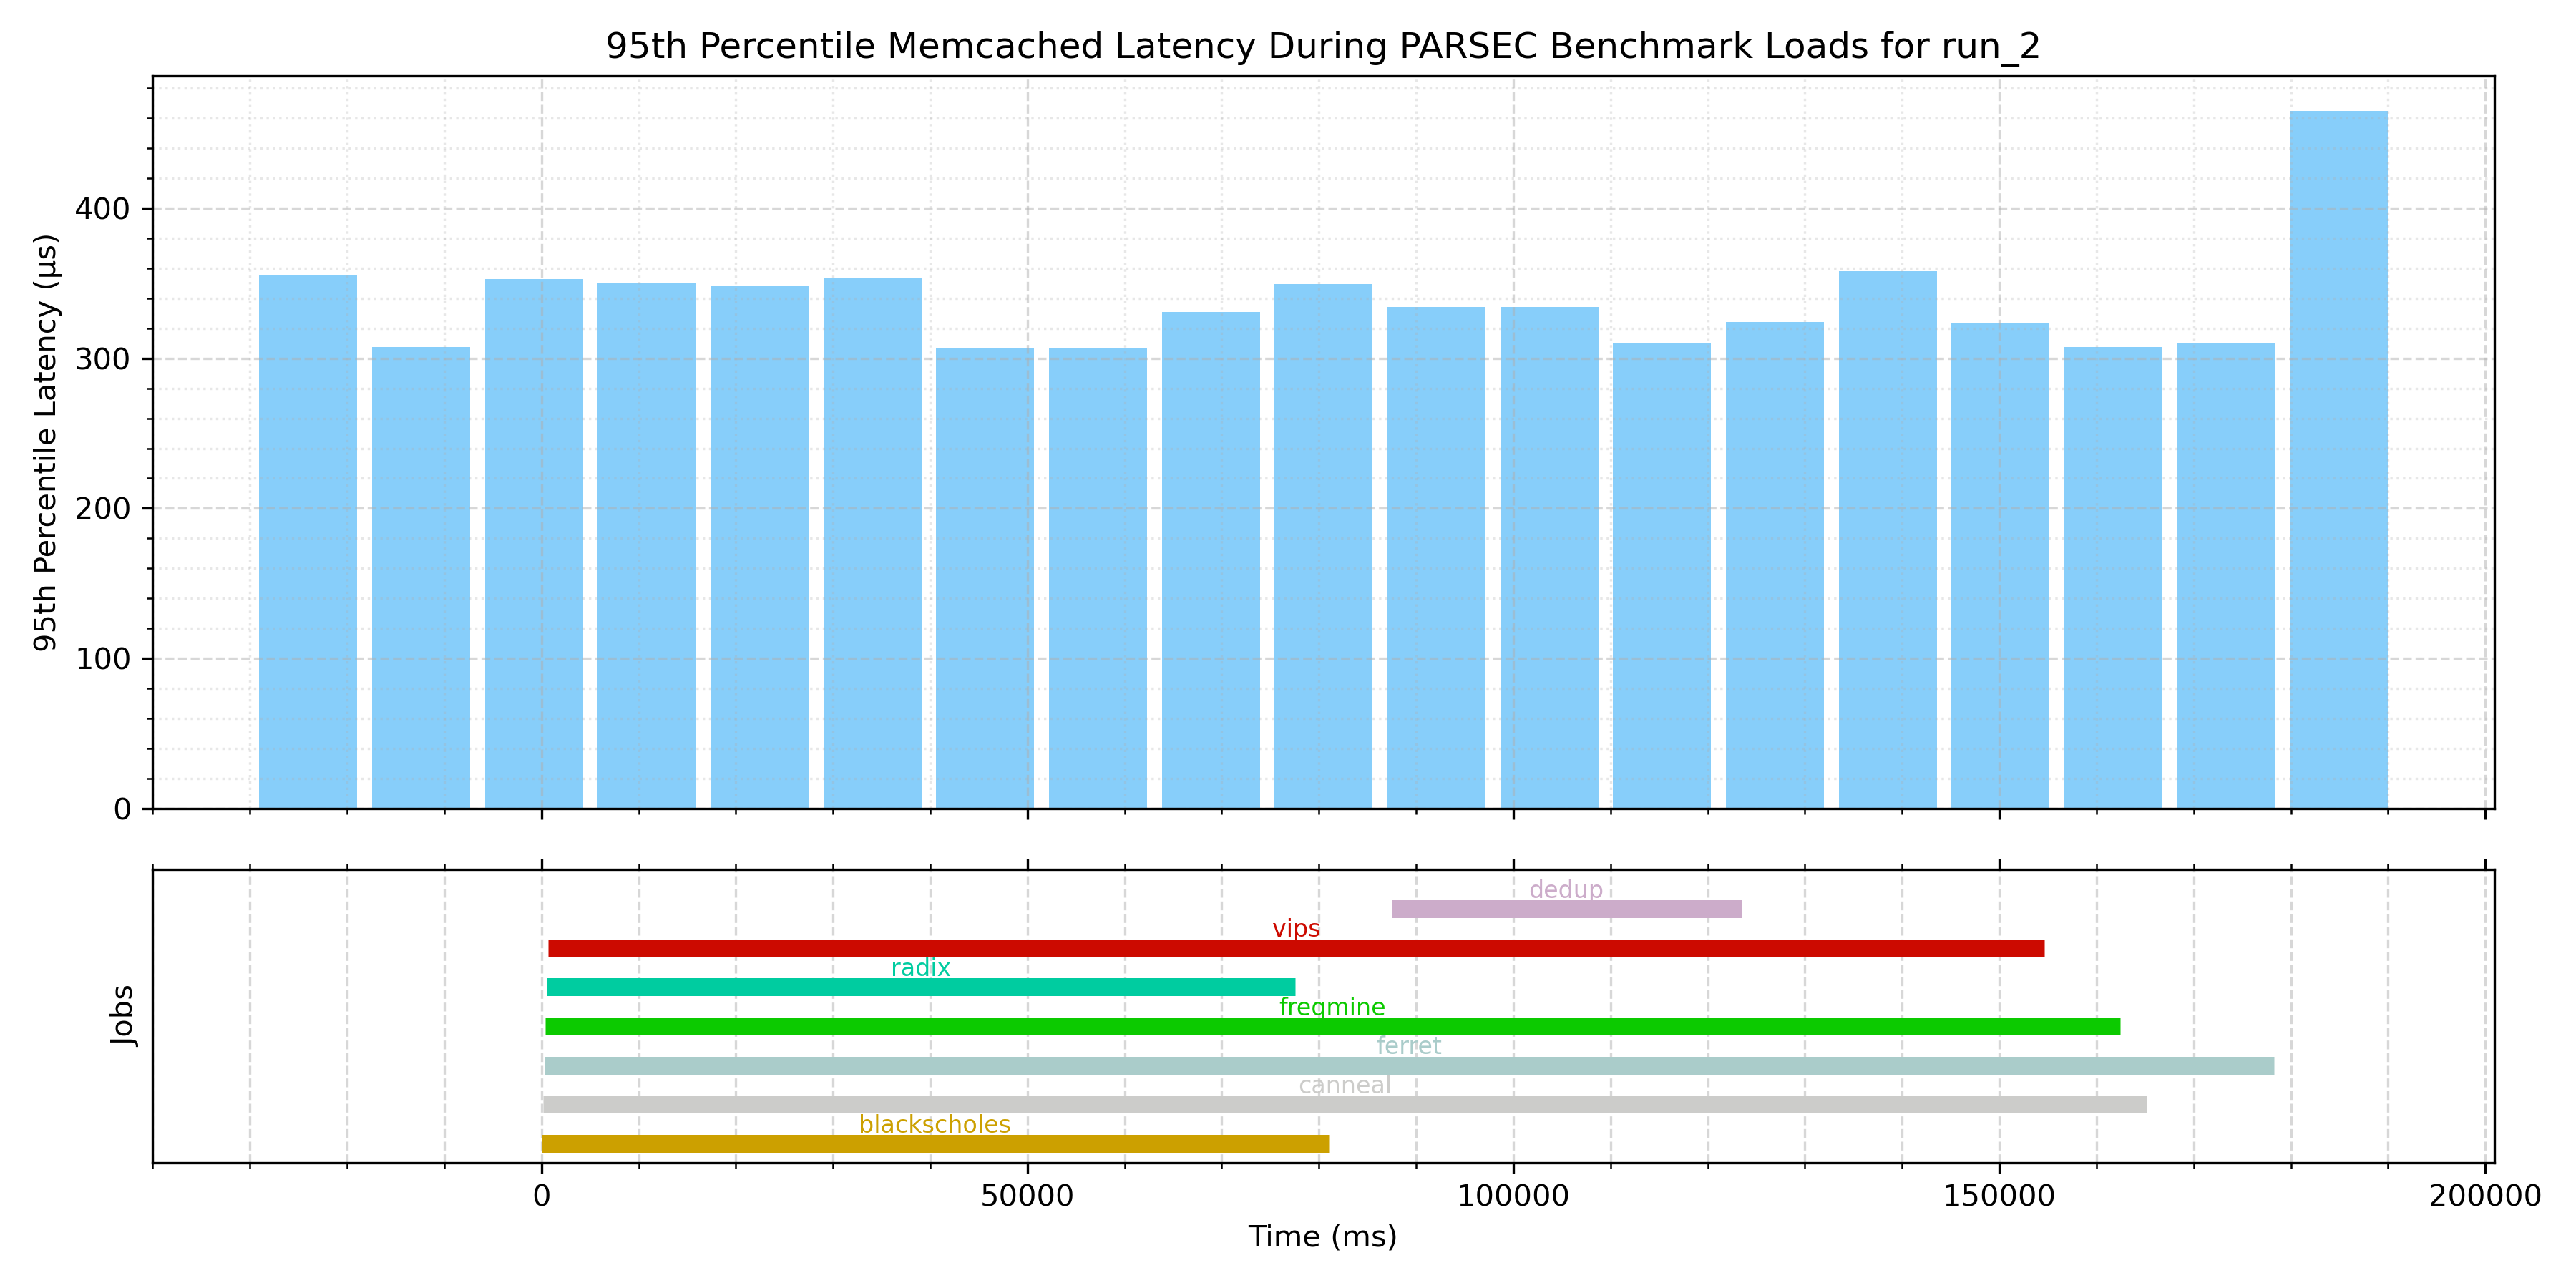 95th Percentile Memcached Latency During PARSEC Benchmark Loads for run_2
95th Percentile Latency (µs)
400
300
200
100
0
Jobs
dedup
vips
radix
freqmine
ferret
canneal
blackscholes
0 50000 100000 150000 200000
Time (ms)